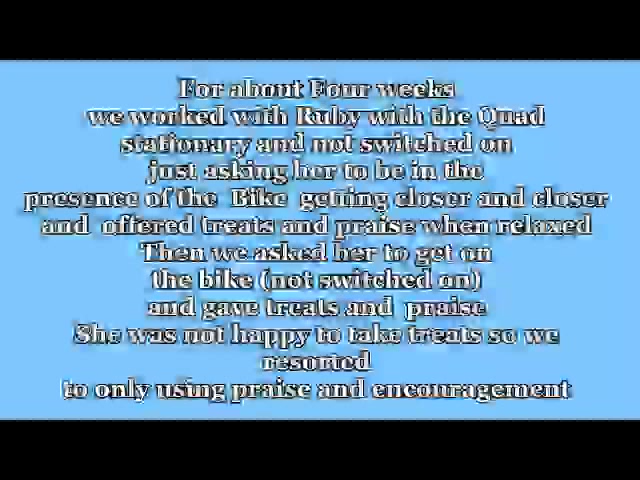 For about Four weeks
we worked with Ruby with the Quad
stationary and not switched on
just asking her to be in the
presence of the  Bike  getting closer and closer
and  offered treats and praise when relaxed
Then we asked her to get on
the bike (not switched on)
and gave treats and  praise
She was not happy to take treats so we
resorted
to only using praise and encouragement